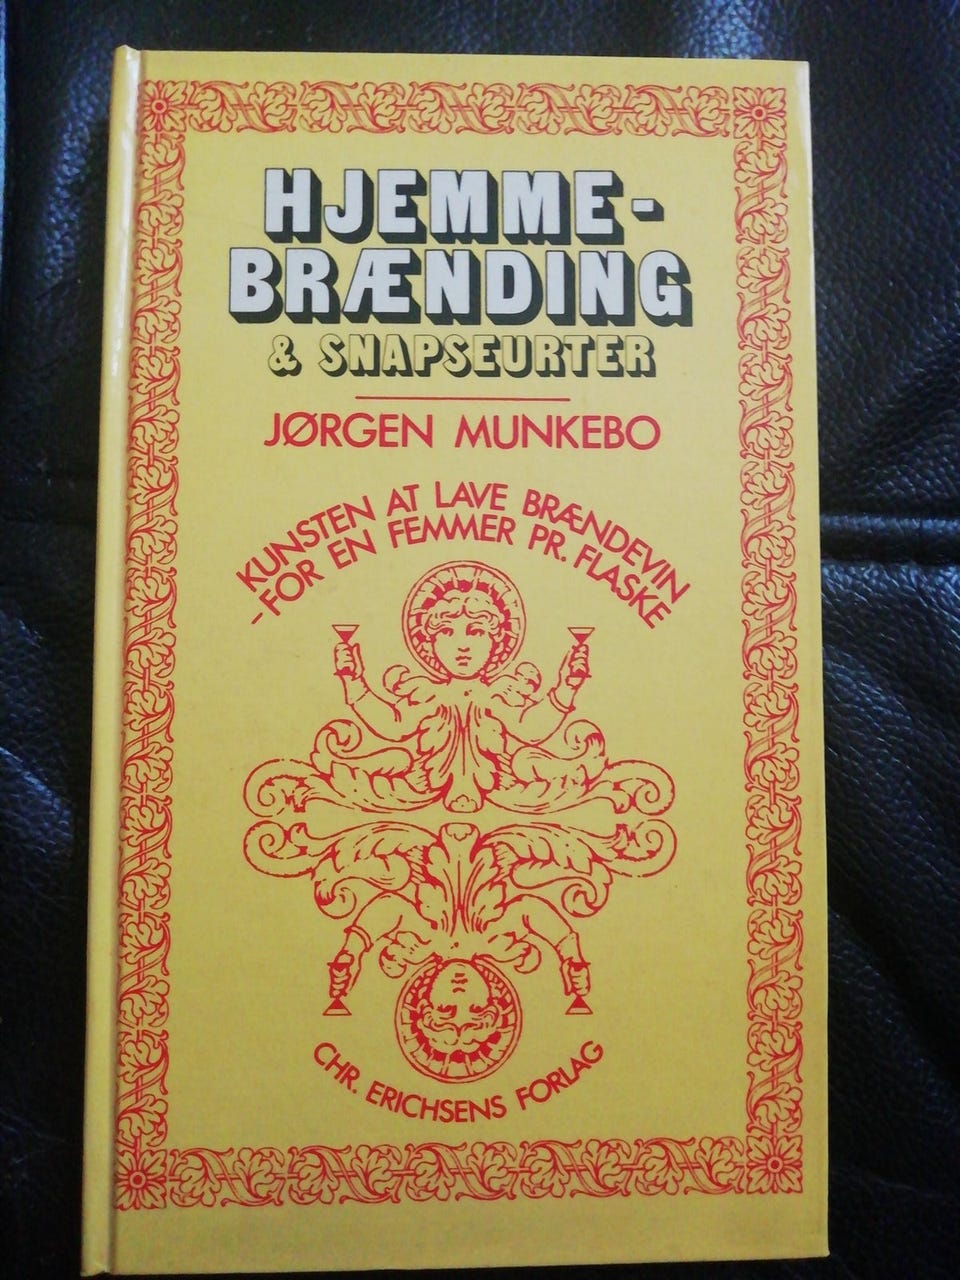 HJEMME-
BRÆNDING
& SNAPSEURTER
JØRGEN MUNKEBO
KUNSTEN AT LAVE BRÆNDEVIN
-FOR EN FEMMER PR. FLASKE
CHR. ERICHSENS FORLAG